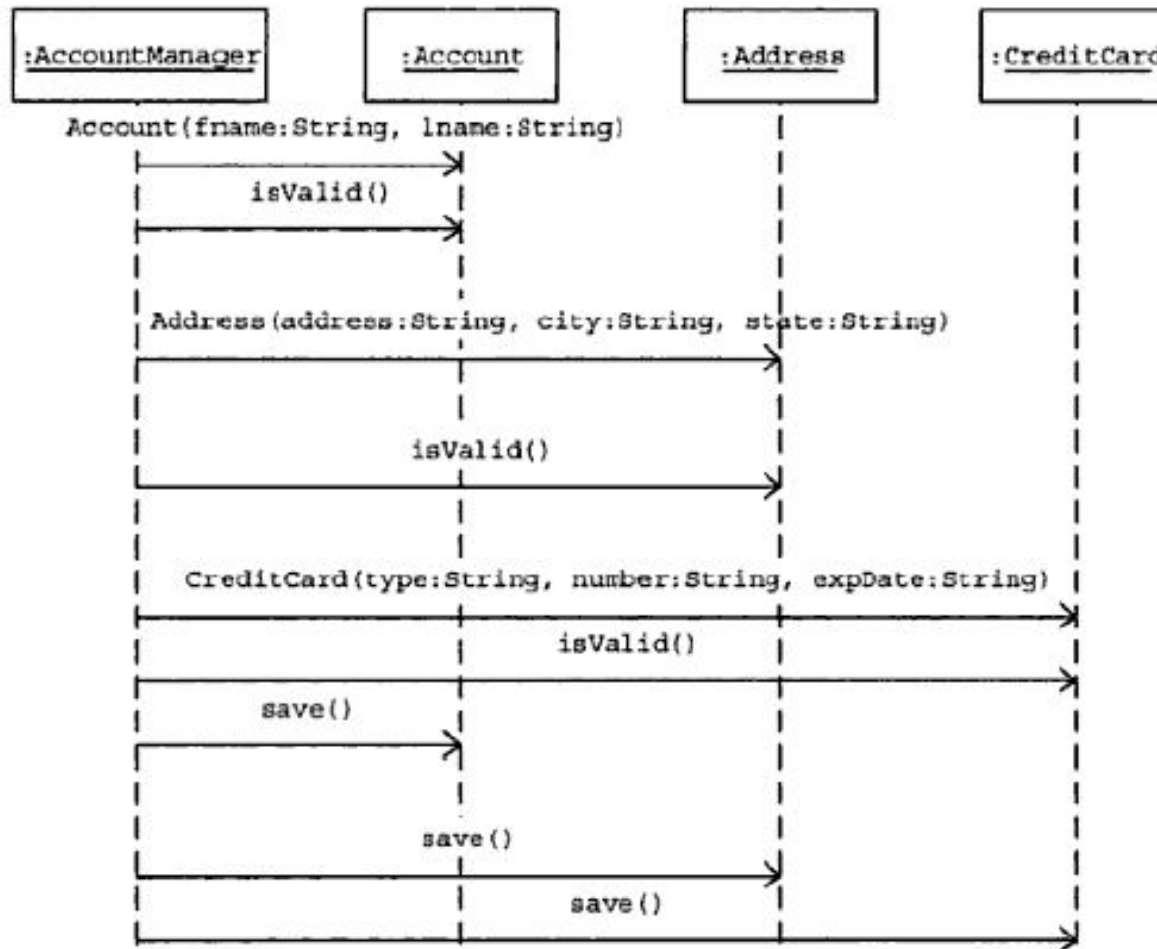 :AccountManager
:Account
:Address
:CreditCard
Account(fname:String, lname:String)
isValid()
Address(address:String, city:String, state:String)
isValid()
CreditCard(type:String, number:String, expDate:String)
isValid()
save()
save()
save()